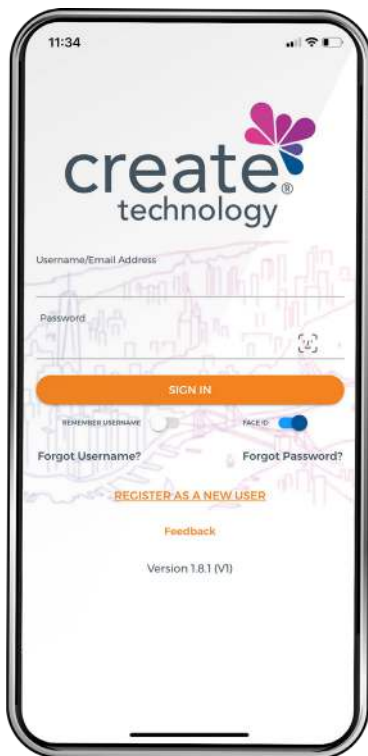 11:34
create®
technology
Username/Email Address
Password
SIGN IN
REMEMBER USERNAME FACE ID
Forgot Username? Forgot Password?
REGISTER AS A NEW USER
Feedback
Version 1.8.1 (V1)